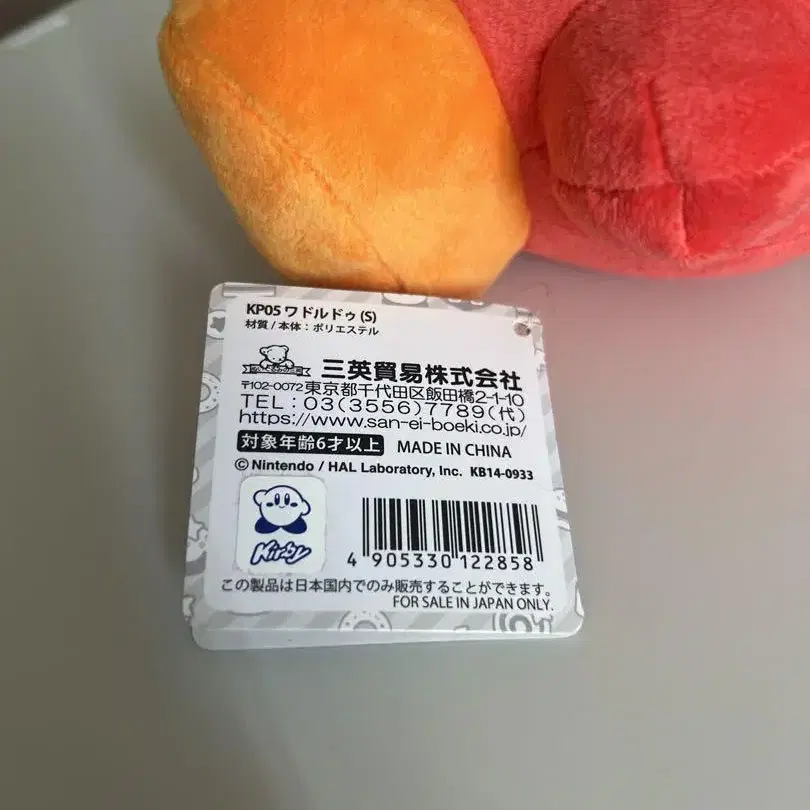 KP05 ワドルドゥ (S)
材質 / 本体：ポリエステル
三英貿易株式会社
〒102-0072 東京都千代田区飯田橋2-1-10
TEL：03(3556)7789(代)
https://www.san-ei-boeki.co.jp/
対象年齢6才以上 MADE IN CHINA
© Nintendo / HAL Laboratory, Inc. KB14-0933
Kirby
4 905330 122858
この製品は日本国内でのみ販売することができます。
FOR SALE IN JAPAN ONLY.